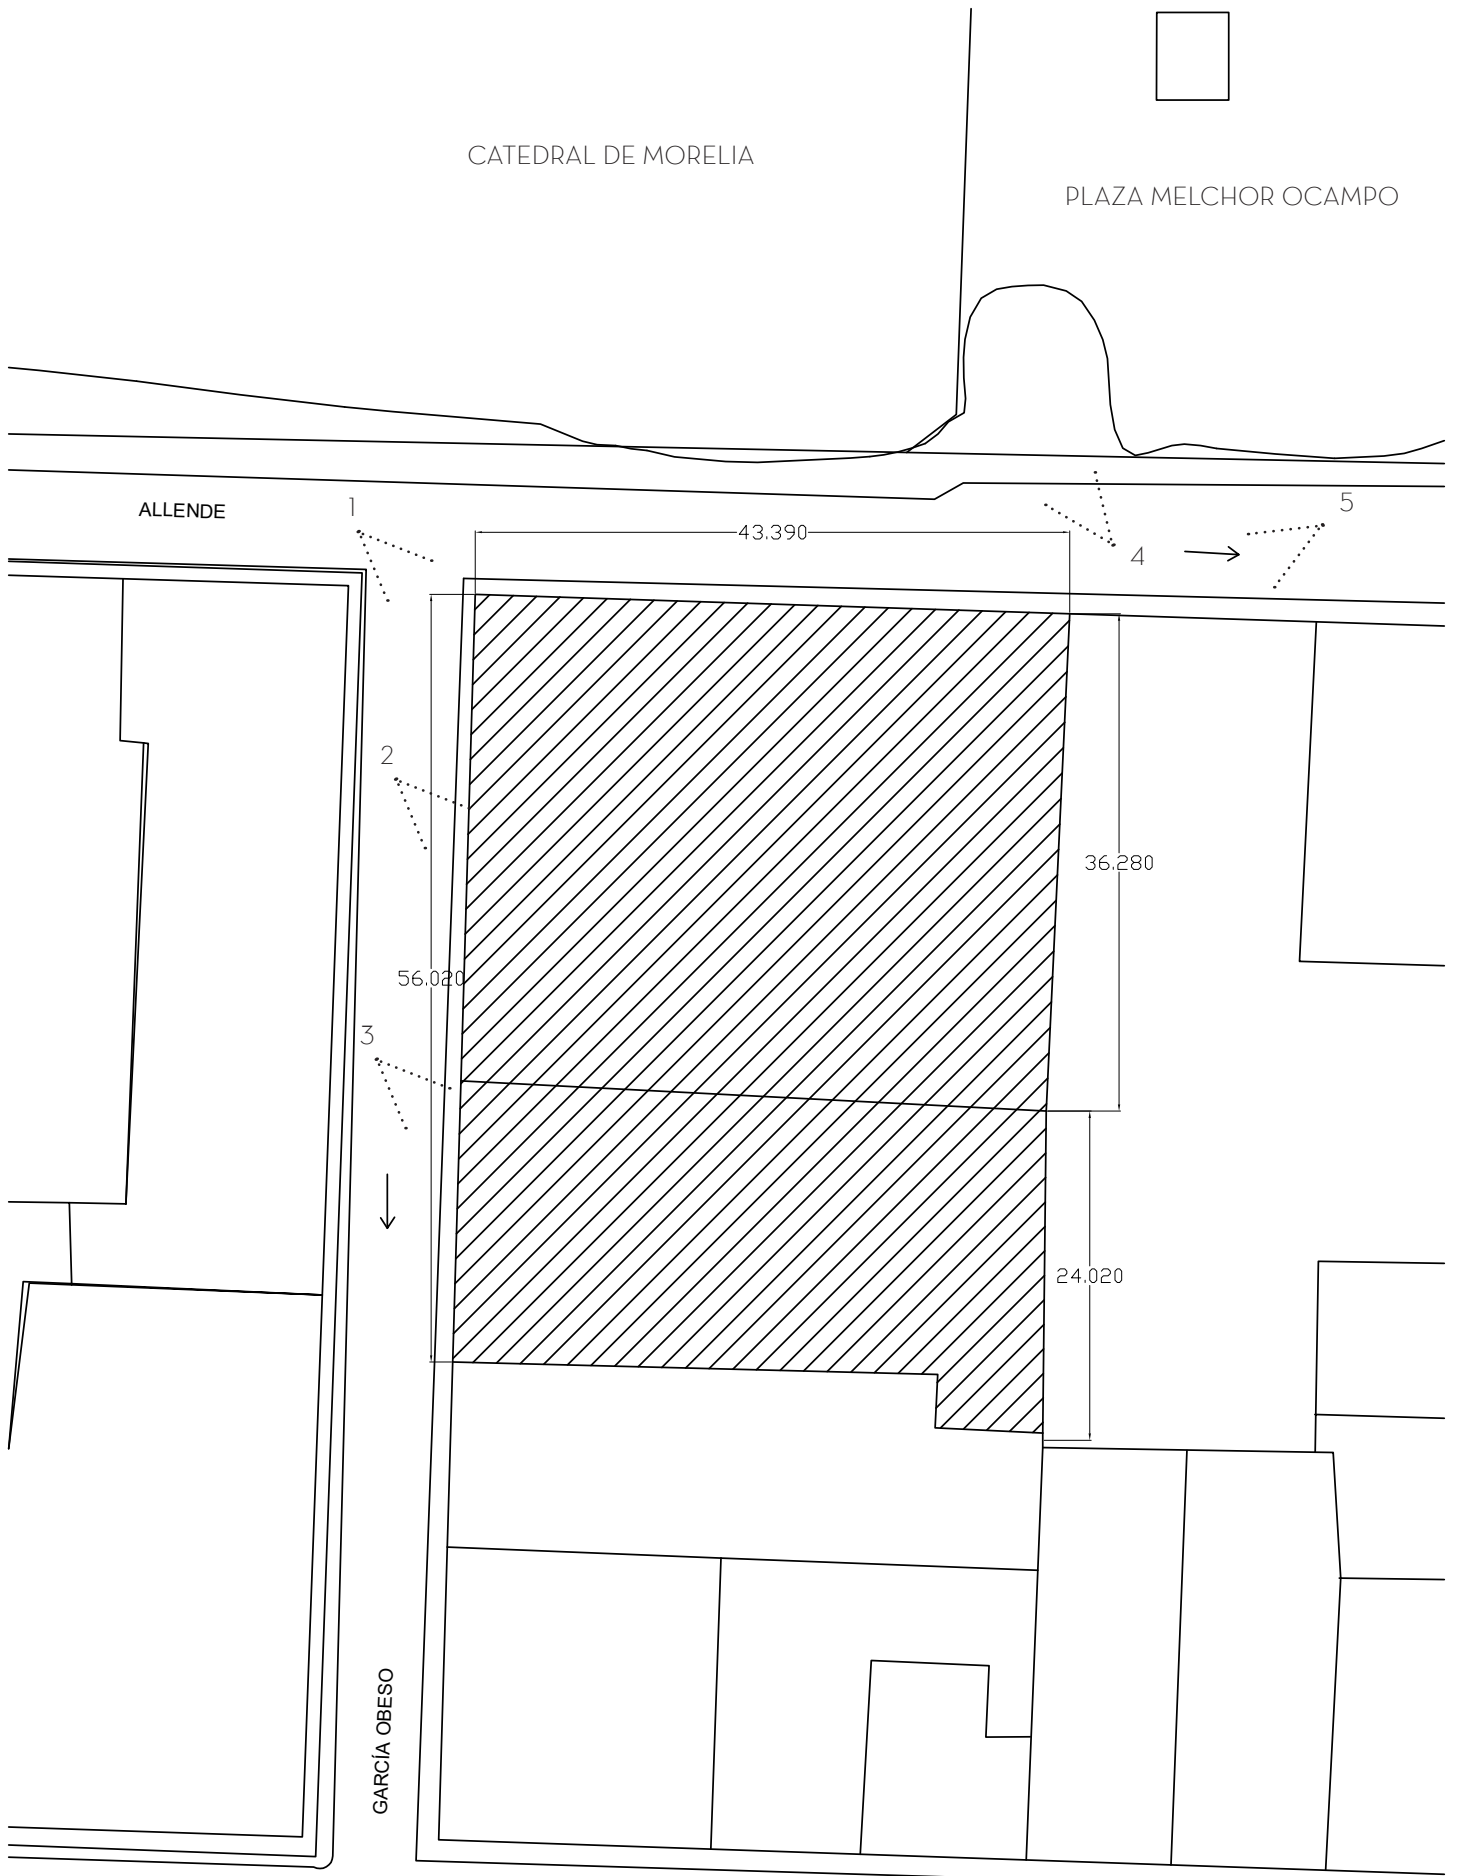 CATEDRAL DE MORELIA
PLAZA MELCHOR OCAMPO
ALLENDE
1
43.390
4
5
2
36.280
56.020
3
24.020
GARCÍA OBESO